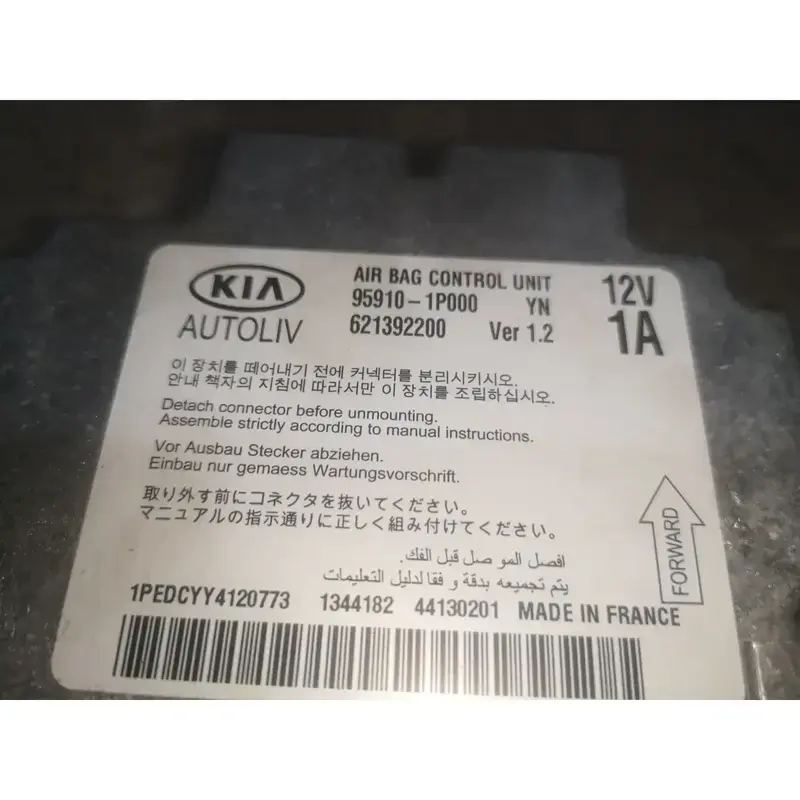 KIA
AUTOLIV
AIR BAG CONTROL UNIT
95910-1P000 YN
621392200 Ver 1.2
12V
1A
이 장치를 떼어내기 전에 커넥터를 분리시키시오.
안내 책자의 지침에 따라서만 이 장치를 조립하십시오.
Detach connector before unmounting.
Assemble strictly according to manual instructions.
Vor Ausbau Stecker abziehen.
Einbau nur gemaess Wartungsvorschrift.
取り外す前にコネクタを抜いてください。
マニュアルの指示通りに正しく組み付けてください。
افصل المو صل قبل الفك.
يتم تجميعه بدقة و فقا لدليل التعليمات
FORWARD
1PEDCYY4120773 1344182 44130201 MADE IN FRANCE